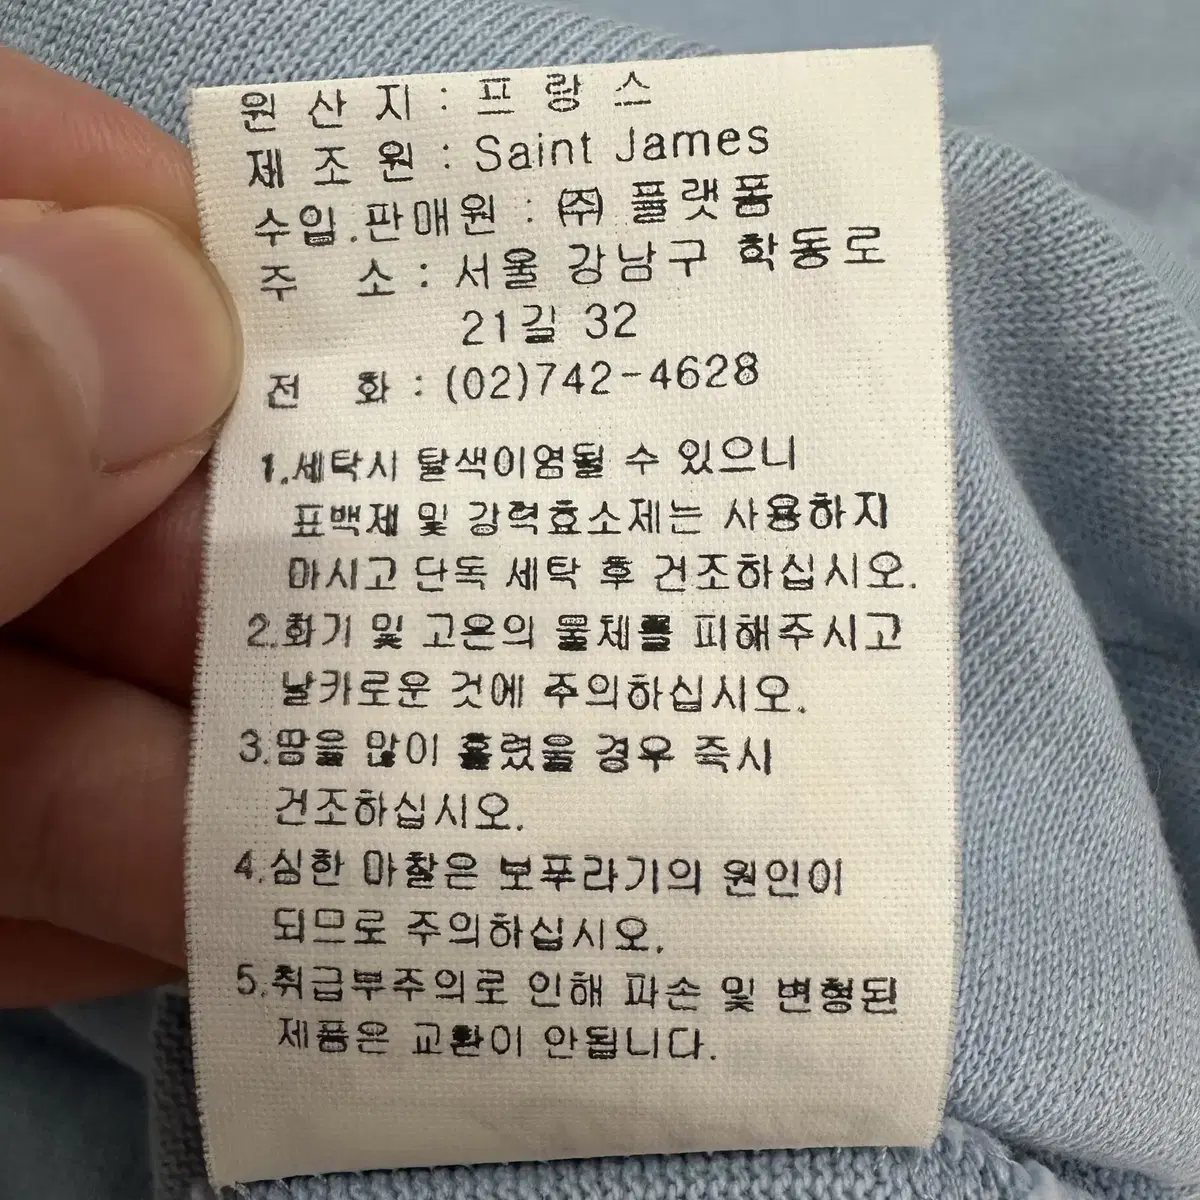 원 산 지 : 프 랑 스
제 조 원 : Saint James
수입.판매원 : ㈜ 플랫폼
주 소 : 서울 강남구 학동로
21길 32
전 화 : (02)742-4628
1.세탁시 탈색이염될 수 있으니
표백제 및 강력효소제는 사용하지
마시고 단독 세탁 후 건조하십시오.
2.화기 및 고온의 물체를 피해주시고
날카로운 것에 주의하십시오.
3.땀을 많이 흘렸을 경우 즉시
건조하십시오.
4.심한 마찰은 보푸라기의 원인이
되므로 주의하십시오.
5.취급부주의로 인해 파손 및 변형된
제품은 교환이 안됩니다.